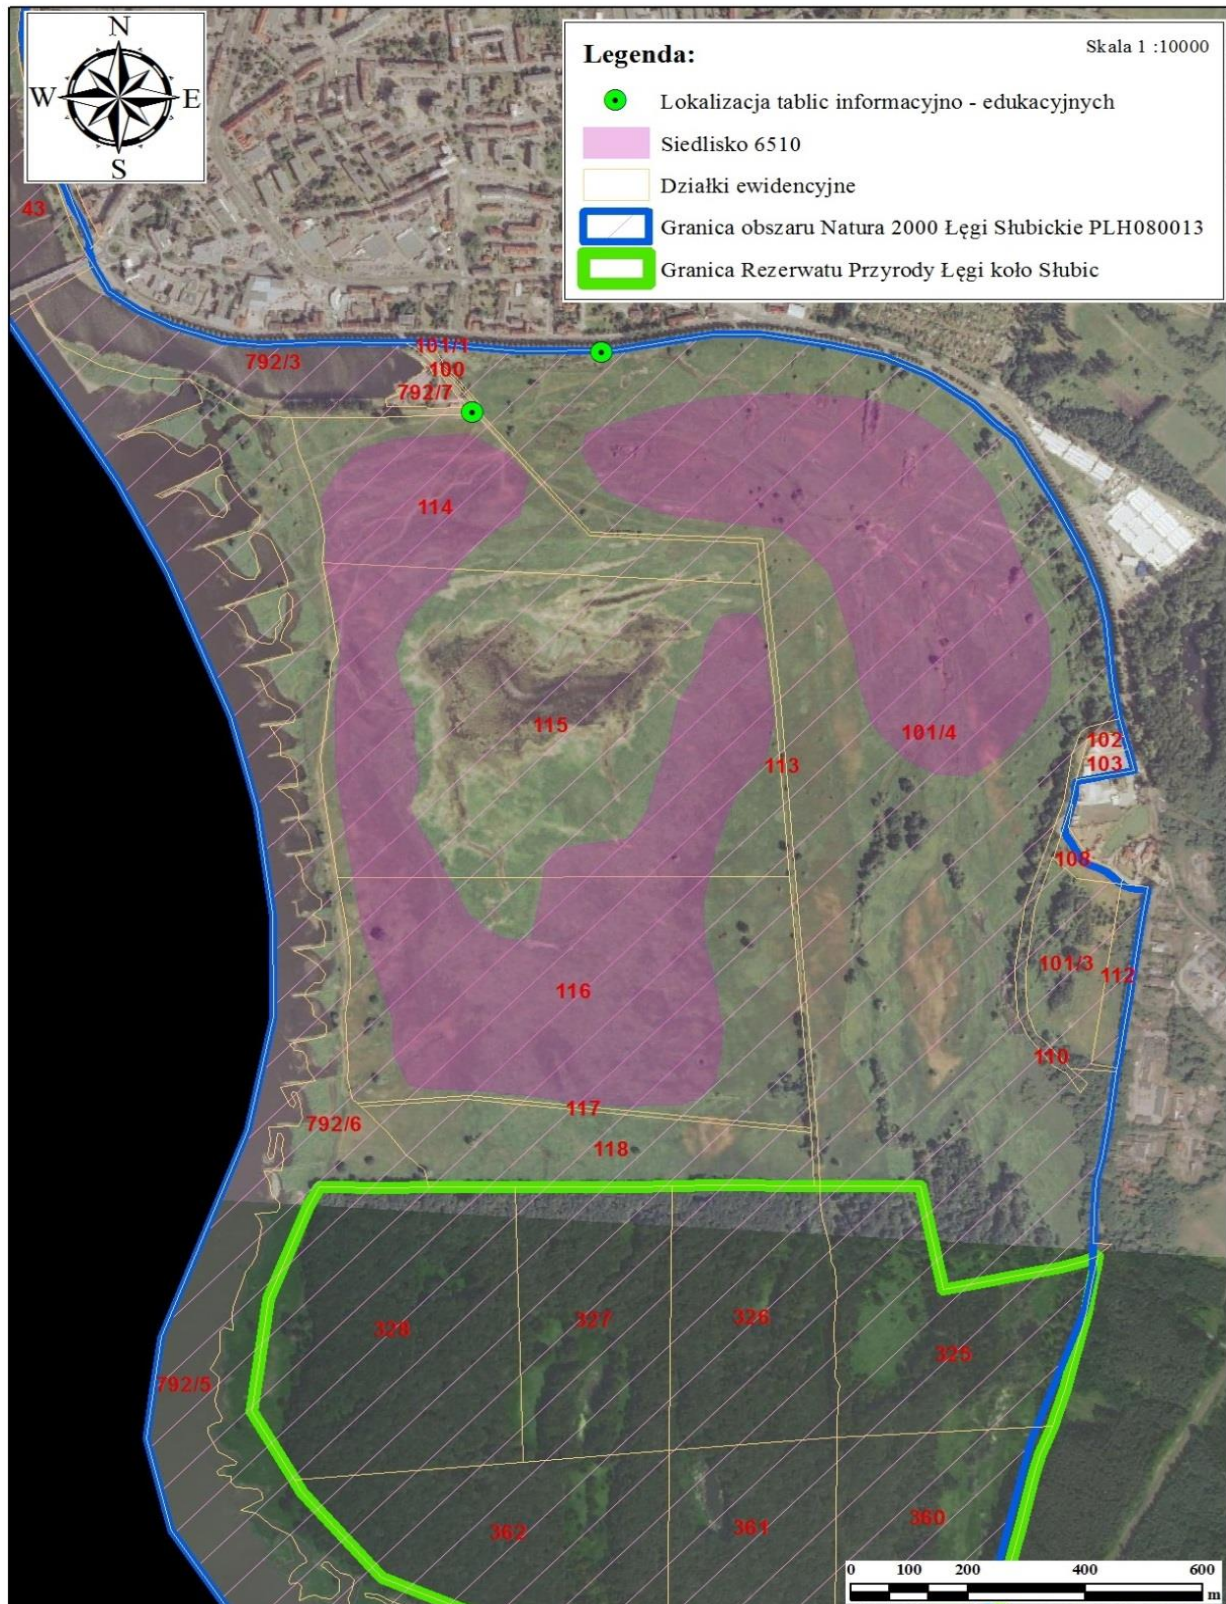 N
W E
S
Legenda:
Skala 1 :10000
Lokalizacja tablic informacyjno - edukacyjnych
Siedlisko 6510
Działki ewidencyjne
Granica obszaru Natura 2000 Łęgi Słubickie PLH080013
Granica Rezerwatu Przyrody Łęgi koło Słubic
43
101/1
792/3
100
792/7
114
115
101/4
102
113
103
108
101/3
112
116
110
117
792/6
118
328
327
326
325
792/5
362
361
360
0 100 200 400 600
m